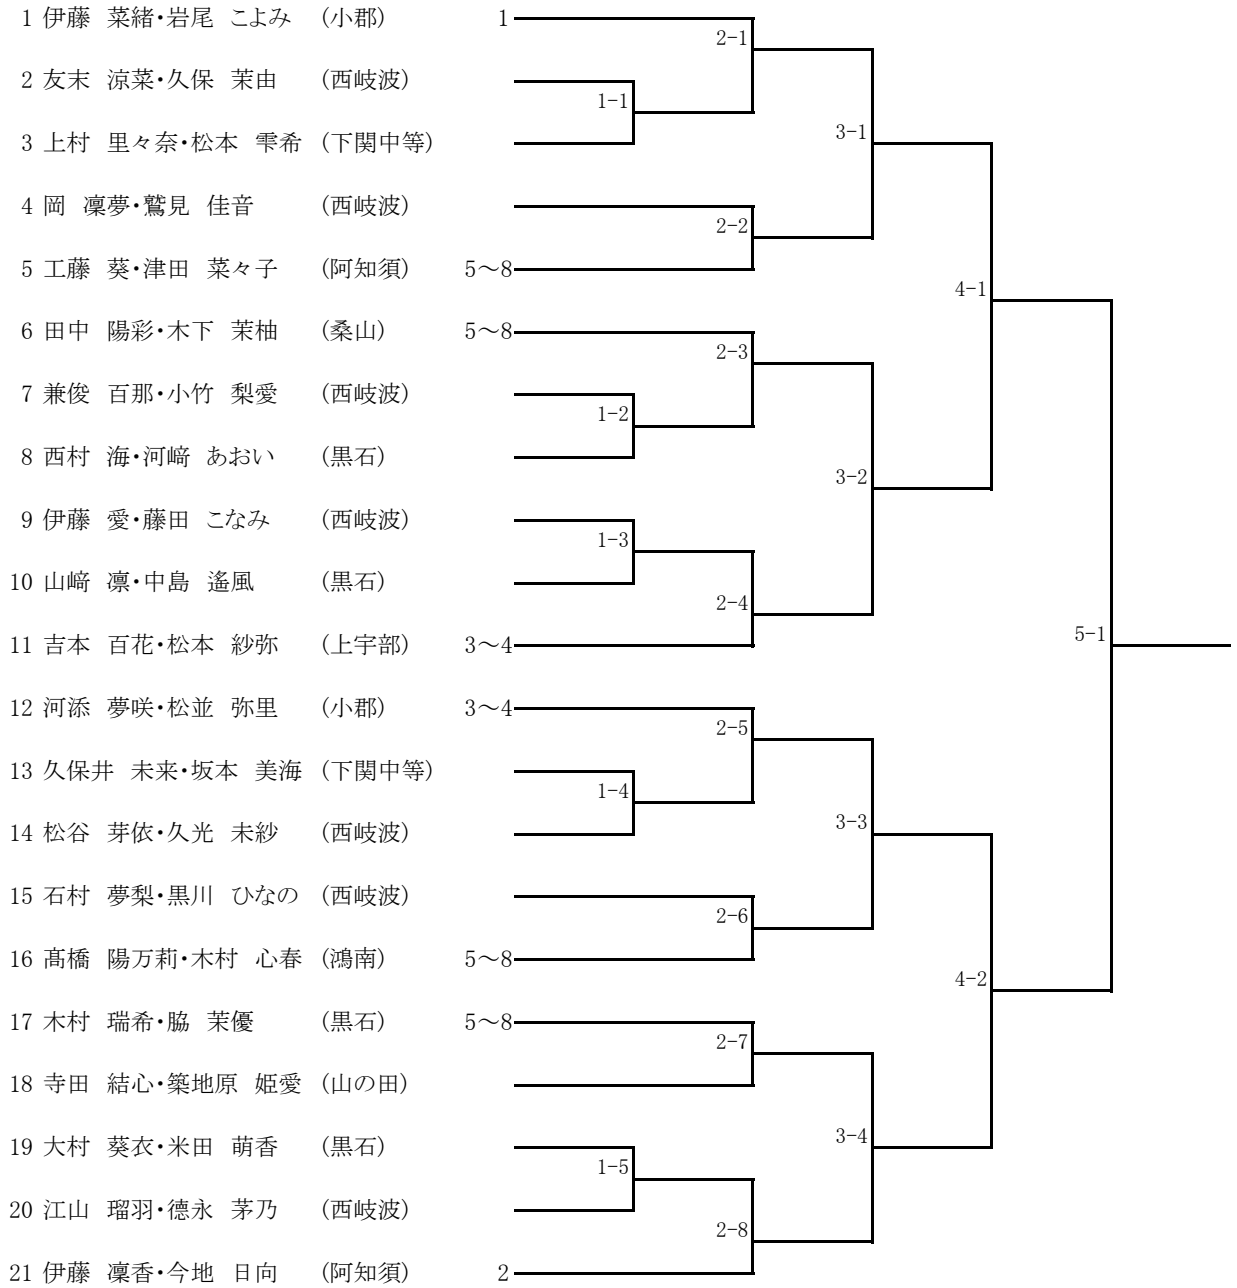 1 伊藤 菜緒・岩尾 こよみ (小郡) 1
2-1
2 友末 涼菜・久保 茉由 (西岐波)
1-1
3 上村 里々奈・松本 雫希 (下関中等)
3-1
4 岡 凜夢・鷲見 佳音 (西岐波)
2-2
5 工藤 葵・津田 菜々子 (阿知須) 5～8
4-1
6 田中 陽彩・木下 茉柚 (桑山) 5～8
2-3
7 兼俊 百那・小竹 梨愛 (西岐波)
1-2
8 西村 海・河﨑 あおい (黒石)
3-2
9 伊藤 愛・藤田 こなみ (西岐波)
1-3
10 山﨑 凛・中島 遙風 (黒石)
2-4
11 吉本 百花・松本 紗弥 (上宇部) 3～4
5-1
12 河添 夢咲・松並 弥里 (小郡) 3～4
2-5
13 久保井 未来・坂本 美海 (下関中等)
1-4
14 松谷 芽依・久光 未紗 (西岐波)
3-3
15 石村 夢梨・黒川 ひなの (西岐波)
2-6
16 髙橋 陽万莉・木村 心春 (鴻南) 5～8
4-2
17 木村 瑞希・脇 茉優 (黒石) 5～8
2-7
18 寺田 結心・築地原 姫愛 (山の田)
19 大村 葵衣・米田 萌香 (黒石)
3-4
1-5
20 江山 瑠羽・德永 茅乃 (西岐波)
2-8
21 伊藤 凜香・今地 日向 (阿知須) 2